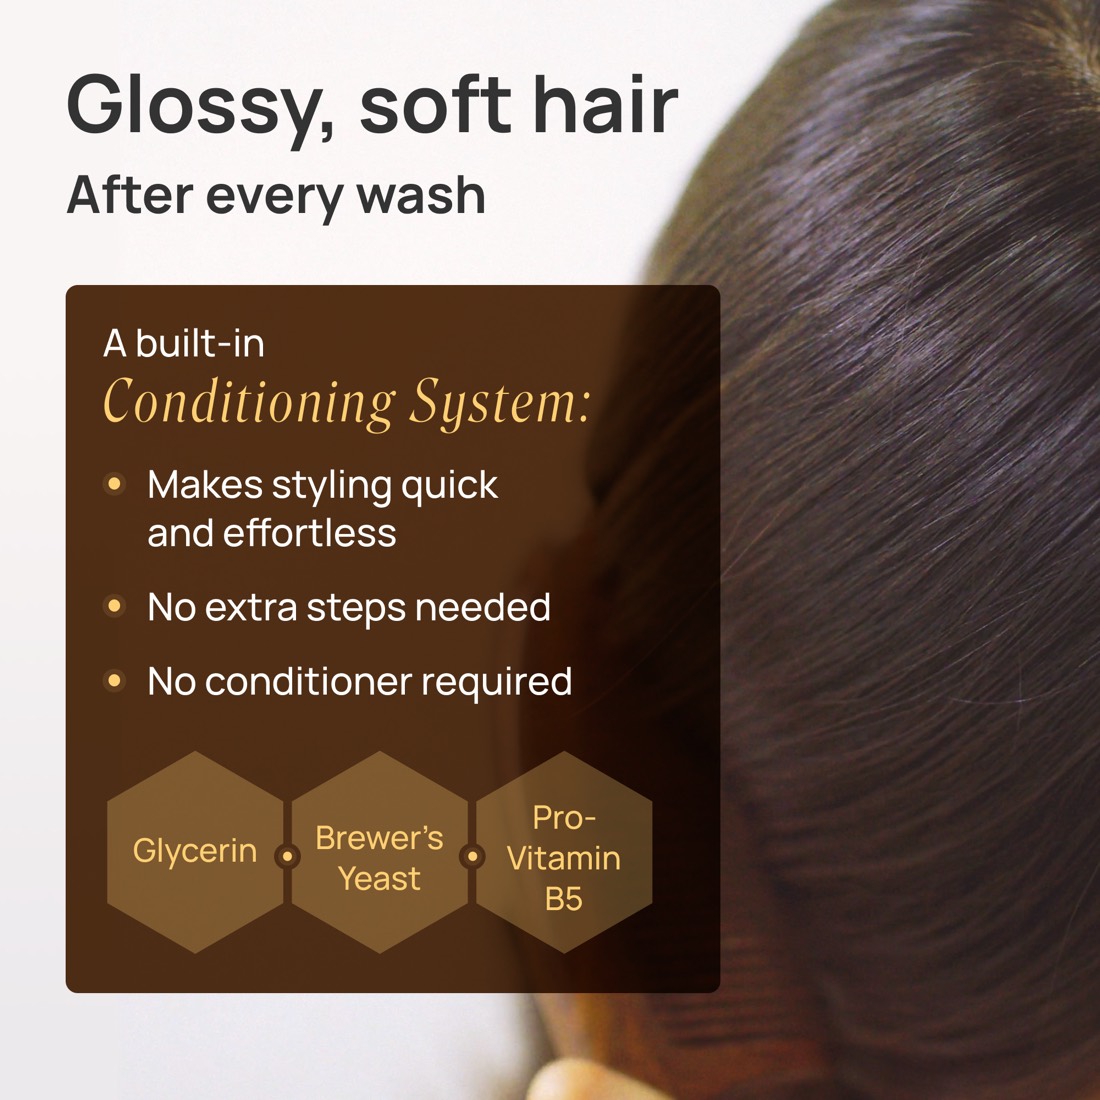 Glossy, soft hair
After every wash
A built-in
Conditioning System:
Makes styling quick
and effortless
No extra steps needed
No conditioner required
Glycerin
Brewer’s
Yeast
Pro-
Vitamin
B5